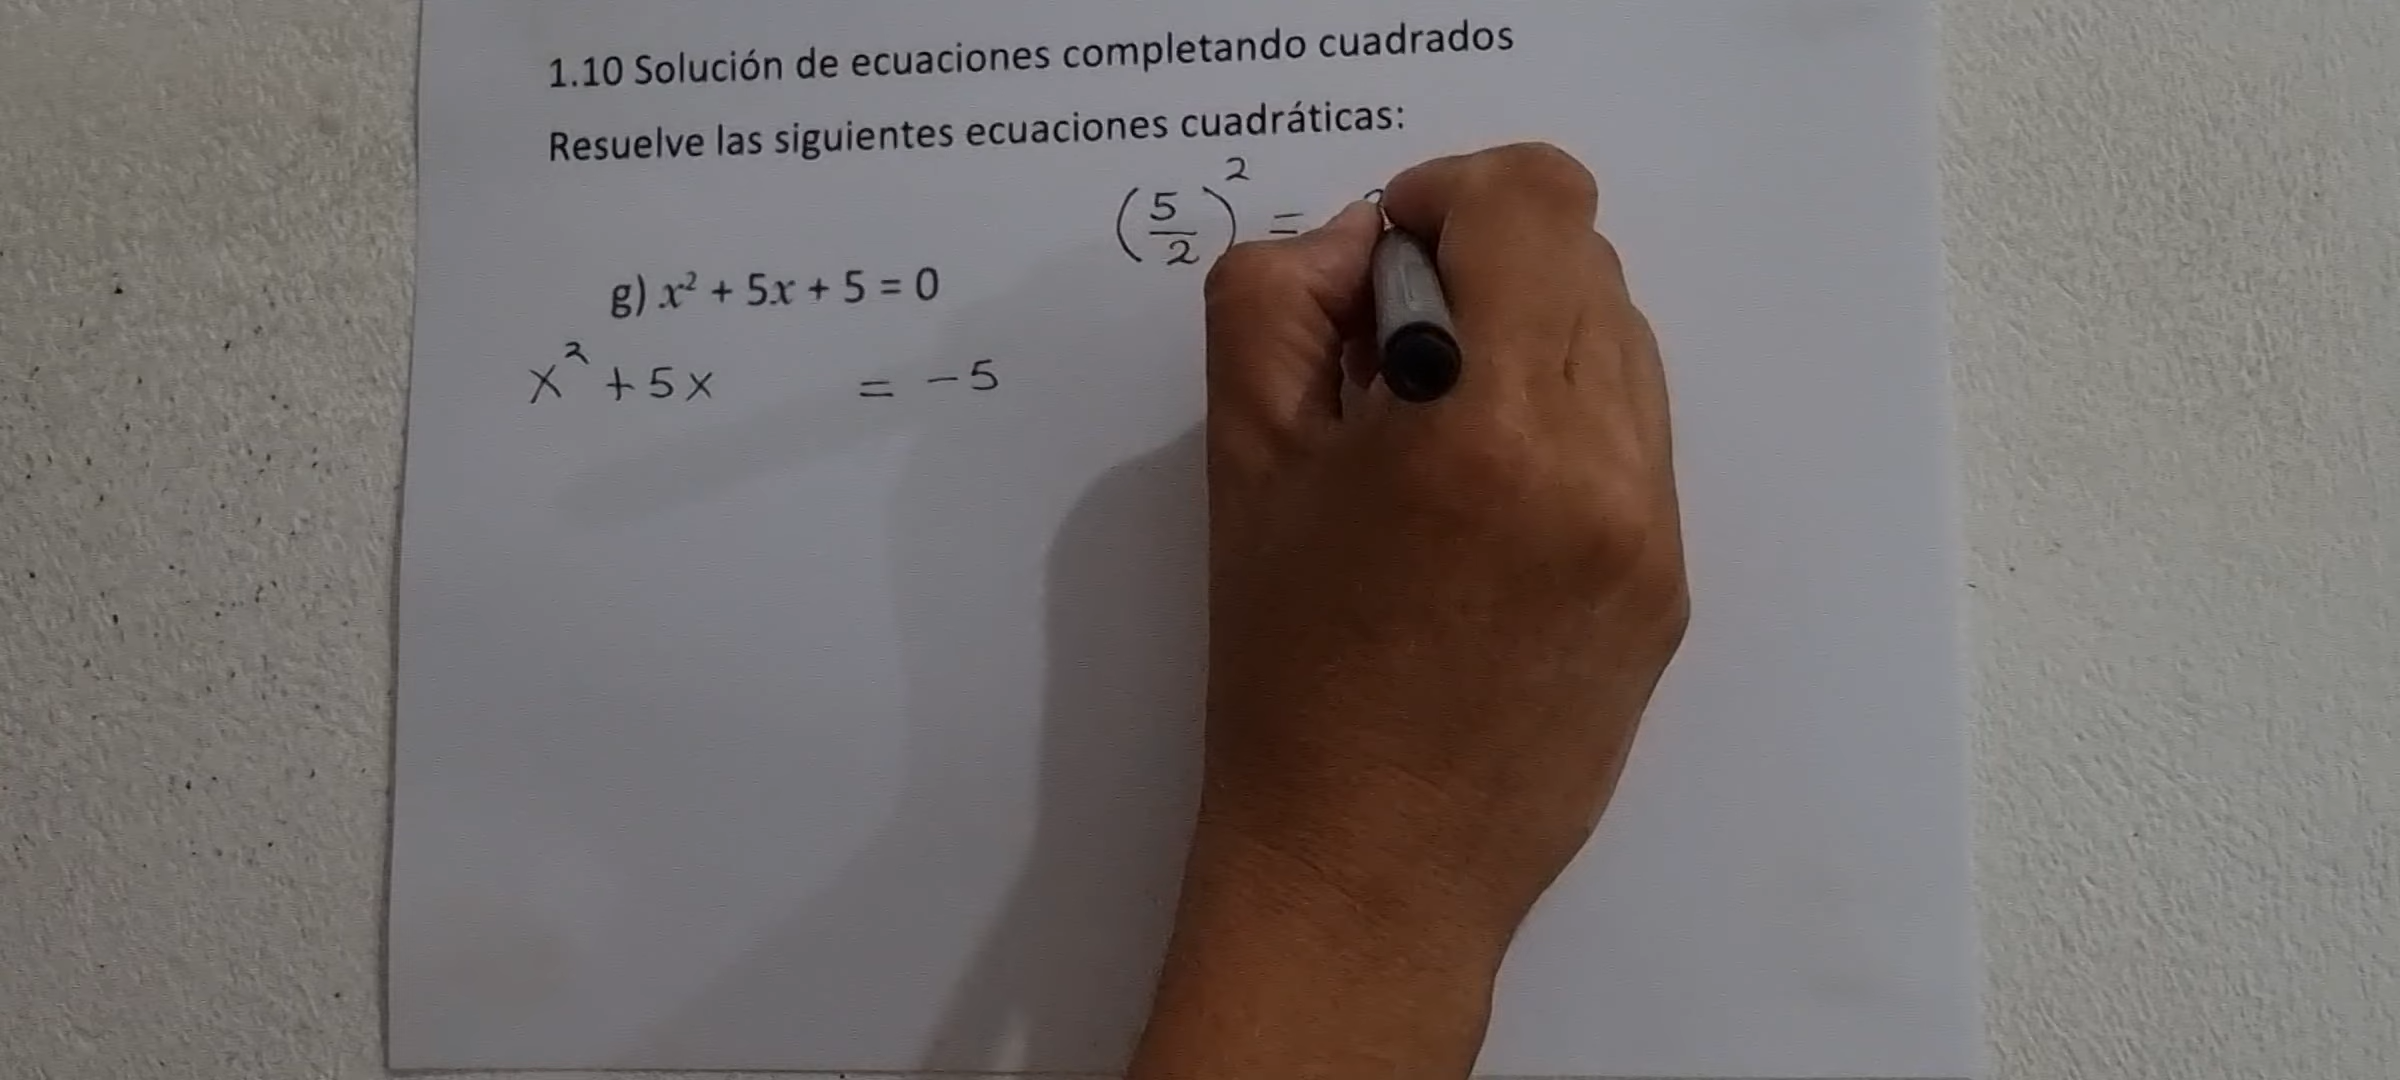 1.10 Solución de ecuaciones completando cuadrados
Resuelve las siguientes ecuaciones cuadráticas:
(5/2)² =
g) x² + 5x + 5 = 0
x² + 5x = -5